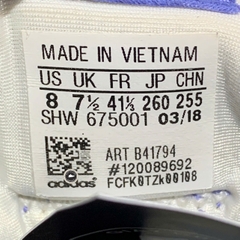 MADE IN VIETNAM
US UK FR JP CHN
8 7½ 41⅓ 260 255
SHW 675001 03/18
ART B41794
#120089692
adidas FCFK0TZk00108